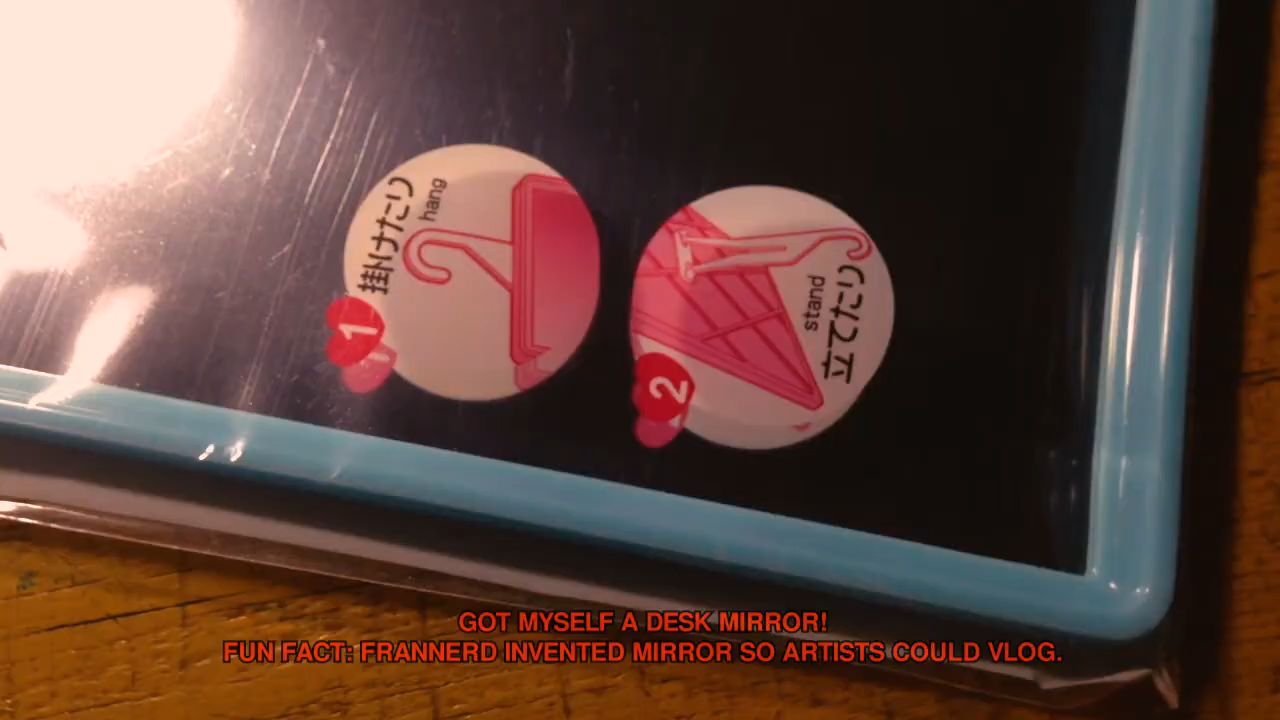 掛けたり
hang
1
stand
立てたり
2
GOT MYSELF A DESK MIRROR!
FUN FACT: FRANNERD INVENTED MIRROR SO ARTISTS COULD VLOG.